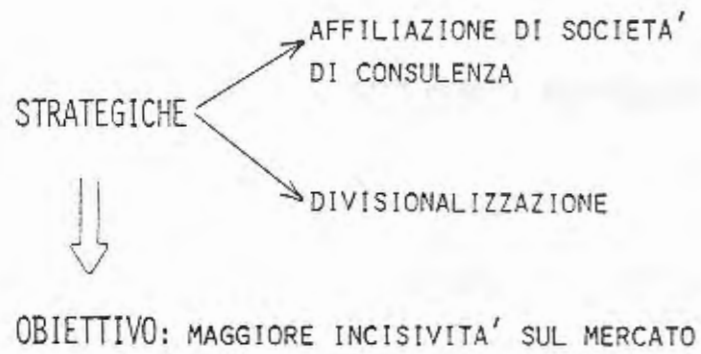 AFFILIAZIONE DI SOCIETA'
DI CONSULENZA
STRATEGICHE
DIVISIONALIZZAZIONE
OBIETTIVO: MAGGIORE INCISIVITA' SUL MERCATO